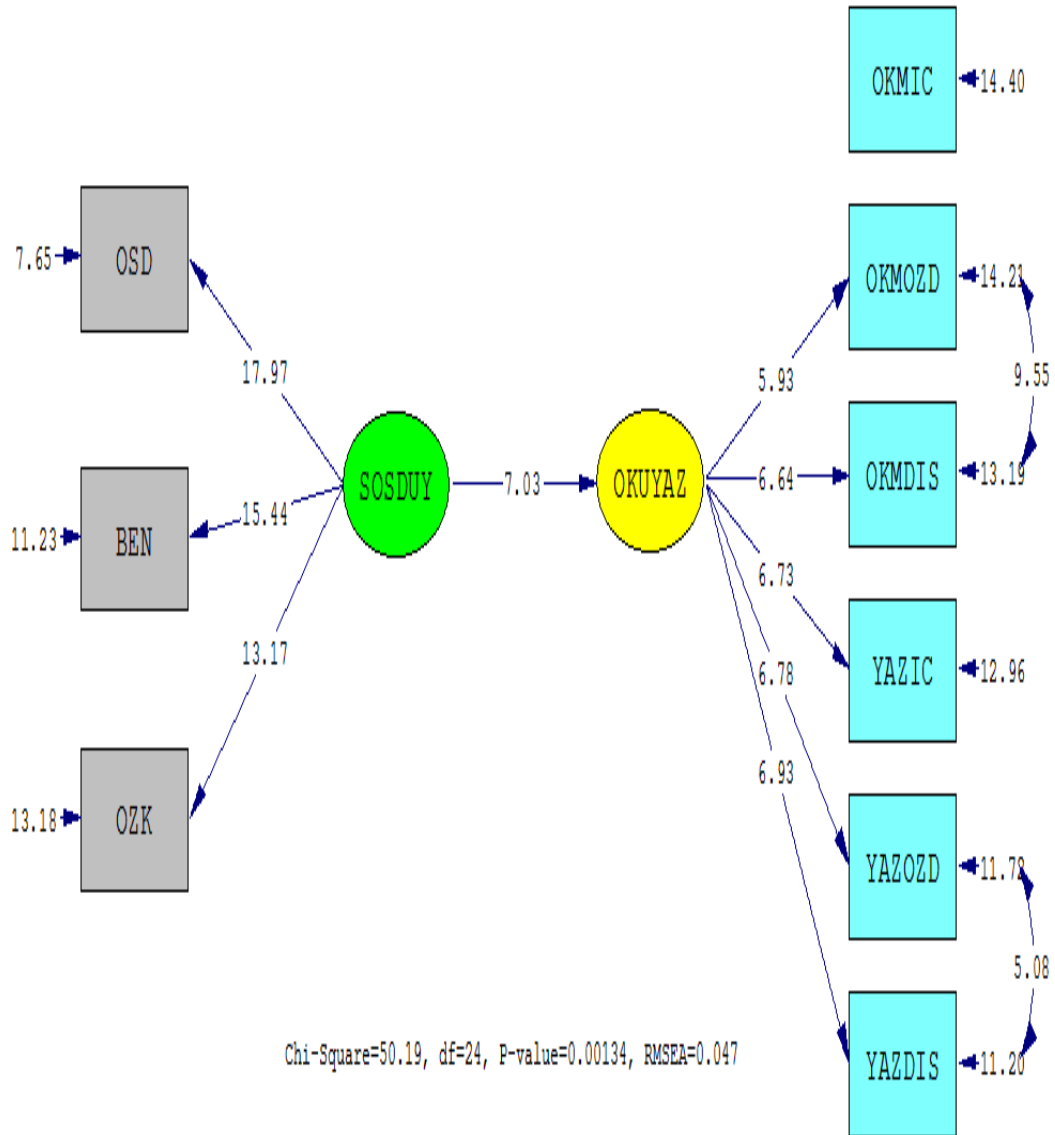 OKMIC
14.40
OSD
7.65
OKMOZD
14.21
17.97
5.93
9.55
SOSDUY
7.03
OKUYAZ
6.64
OKMDIS
13.19
BEN
11.23
15.44
6.73
13.17
6.78
YAZIC
12.96
6.93
OZK
13.18
YAZOZD
11.78
5.08
YAZDIS
11.20
Chi-Square=50.19, df=24, P-value=0.00134, RMSEA=0.047